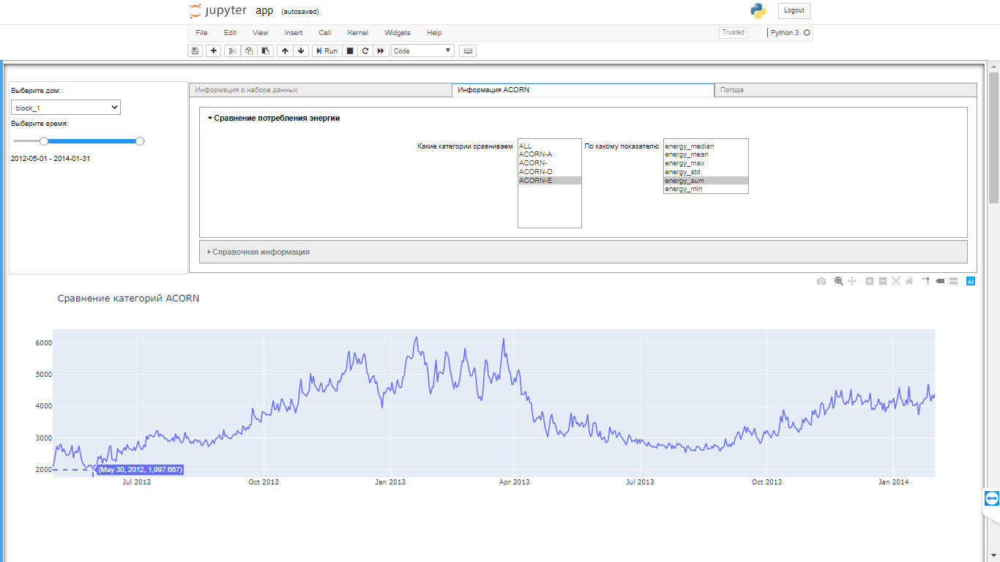 jupyter app (autosaved)
Logout
File Edit View Insert Cell Kernel Widgets Help
Trusted Python 3
Run Code
Выберите дом:
block_1
Выберите время:
2012-05-01 - 2014-01-31
Информация о наборе данных Информация ACORN Погода
Сравнение потребления энергии
Какие категории сравниваем
ALL
ACORN-A
ACORN-
ACORN-D
ACORN-E
По какому показателю
energy_median
energy_mean
energy_max
energy_std
energy_sum
energy_min
Справочная информация
Сравнение категорий ACORN
6000
5000
4000
3000
2000
(May 30, 2012, 1,997.667)
Jul 2012 Oct 2012 Jan 2013 Apr 2013 Jul 2013 Oct 2013 Jan 2014